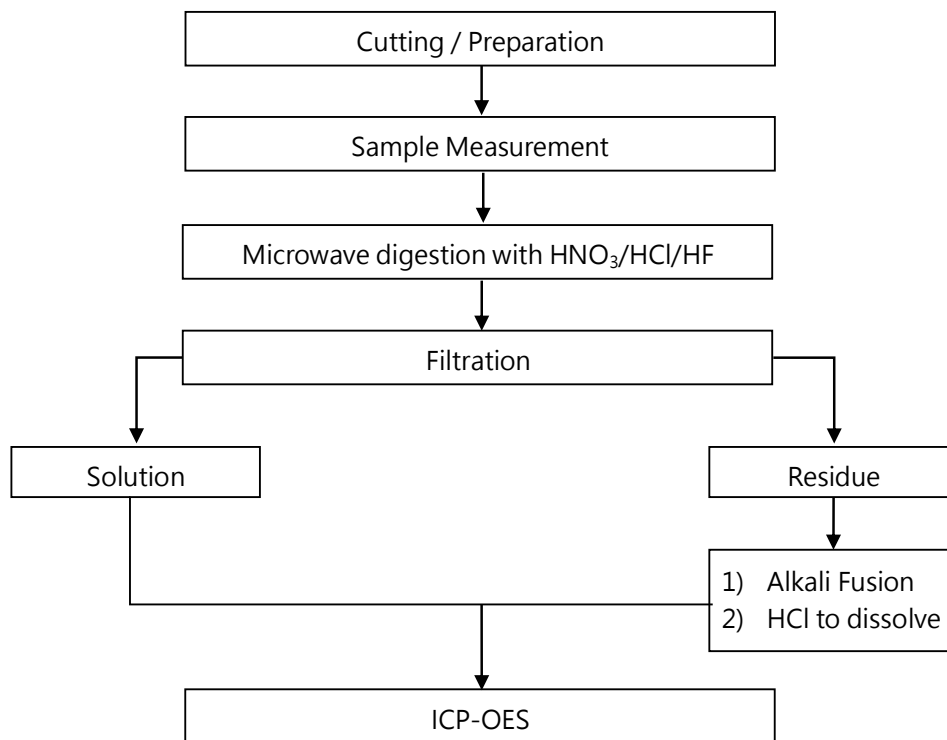 Cutting / Preparation
Sample Measurement
Microwave digestion with HNO₃/HCl/HF
Filtration
Solution
Residue
1) Alkali Fusion
2) HCl to dissolve
ICP-OES